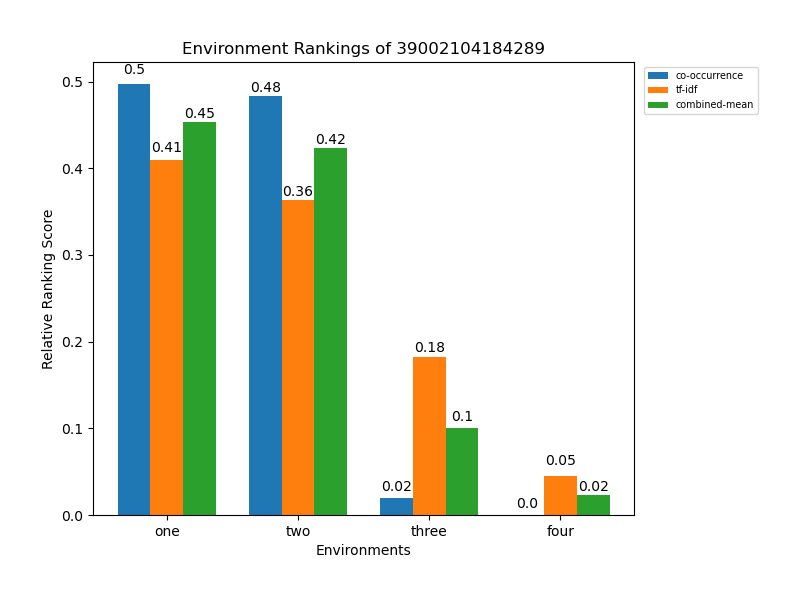 Environment Rankings of 39002104184289
co-occurrence
tf-idf
combined-mean
Relative Ranking Score
0.5
0.4
0.3
0.2
0.1
0.0
0.5
0.41
0.45
0.48
0.36
0.42
0.02
0.18
0.1
0.0
0.05
0.02
one
two
three
four
Environments